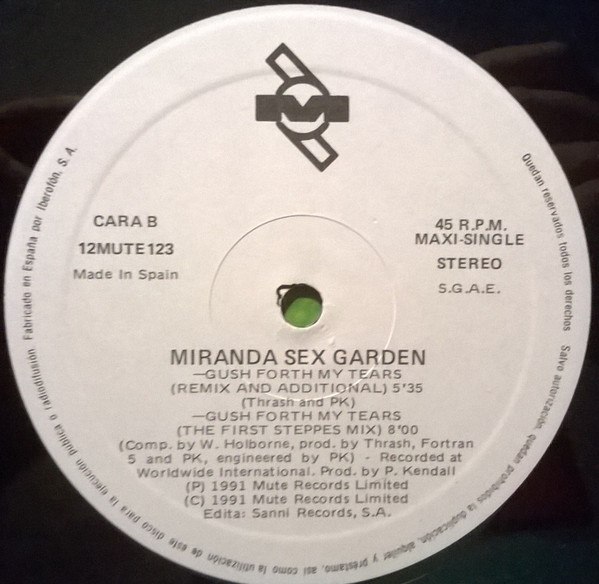 CARA B
12MUTE123
Made In Spain
45 R.P.M.
MAXI-SINGLE
STEREO
S.G.A.E.
MIRANDA SEX GARDEN
—GUSH FORTH MY TEARS
(REMIX AND ADDITIONAL) 5'35
(Thrash and PK)
—GUSH FORTH MY TEARS
(THE FIRST STEPPES MIX) 8'00
(Comp. by W. Holborne, prod. by Thrash, Fortran
5 and PK, engineered by PK) - Recorded at
Worldwide International. Prod. by P. Kendall
(P) 1991 Mute Records Limited
(C) 1991 Mute Records Limited
Edita: Sanni Records, S.A.
Quedan reservados todos los derechos Salvo autorización, quedan prohibidos la duplicación, alquiler y préstamo, así como la utilización de este disco para la ejecución pública o radiodifusión. Fabricado en España por Iberofón, S. A.